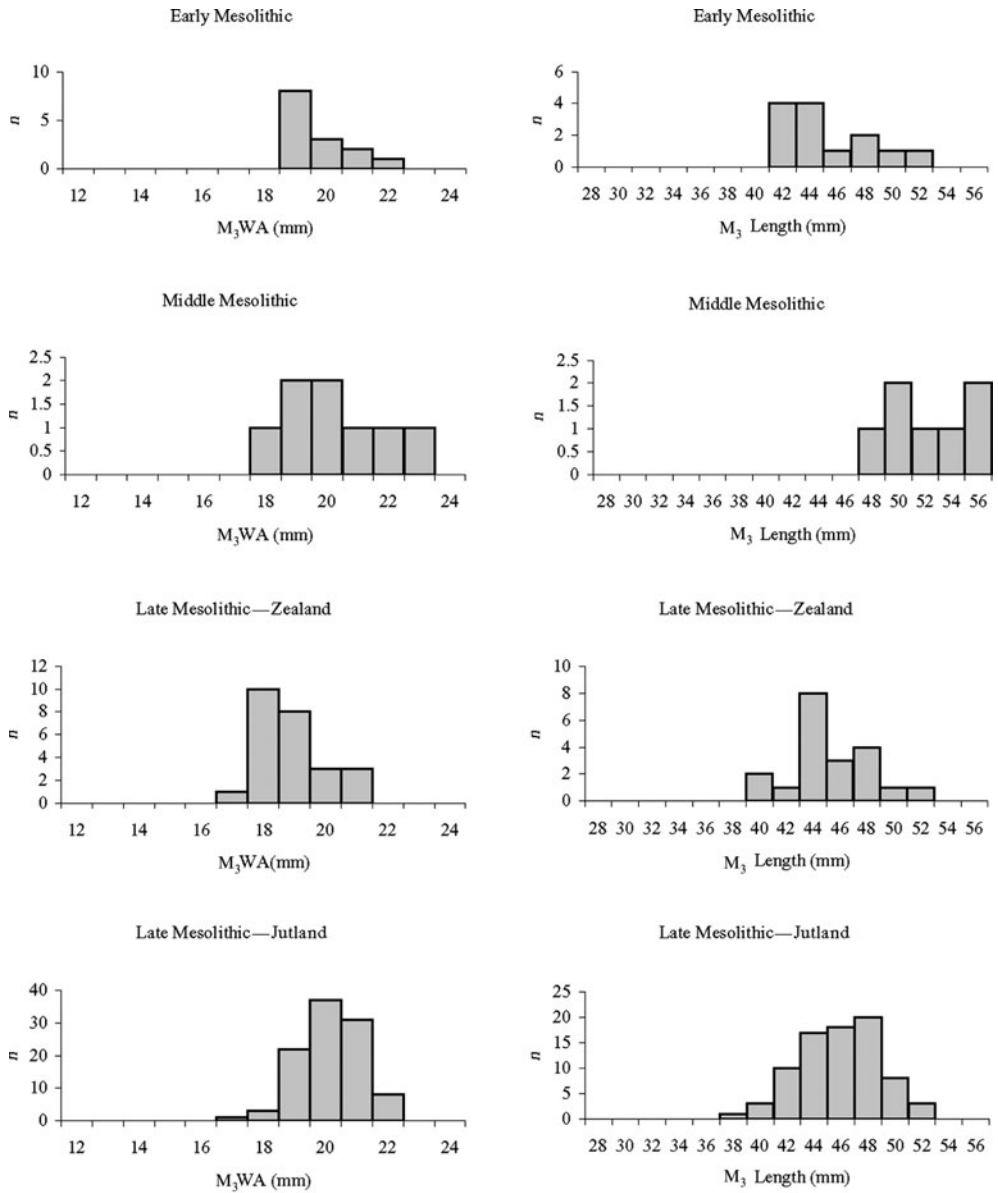 Early Mesolithic
10
5
0
n
12 14 16 18 20 22 24
M₃WA (mm)
Early Mesolithic
6
4
2
0
n
28 30 32 34 36 38 40 42 44 46 48 50 52 54 56
M₃ Length (mm)
Middle Mesolithic
2.5
2
1.5
1
0.5
0
n
12 14 16 18 20 22 24
M₃WA (mm)
Middle Mesolithic
2.5
2
1.5
1
0.5
0
n
28 30 32 34 36 38 40 42 44 46 48 50 52 54 56
M₃ Length (mm)
Late Mesolithic—Zealand
12
10
8
6
4
2
0
n
12 14 16 18 20 22 24
M₃WA(mm)
Late Mesolithic—Zealand
10
8
6
4
2
0
n
28 30 32 34 36 38 40 42 44 46 48 50 52 54 56
M₃ Length (mm)
Late Mesolithic—Jutland
40
30
20
10
0
n
12 14 16 18 20 22 24
M₃WA (mm)
Late Mesolithic—Jutland
25
20
15
10
5
0
n
28 30 32 34 36 38 40 42 44 46 48 50 52 54 56
M₃ Length (mm)